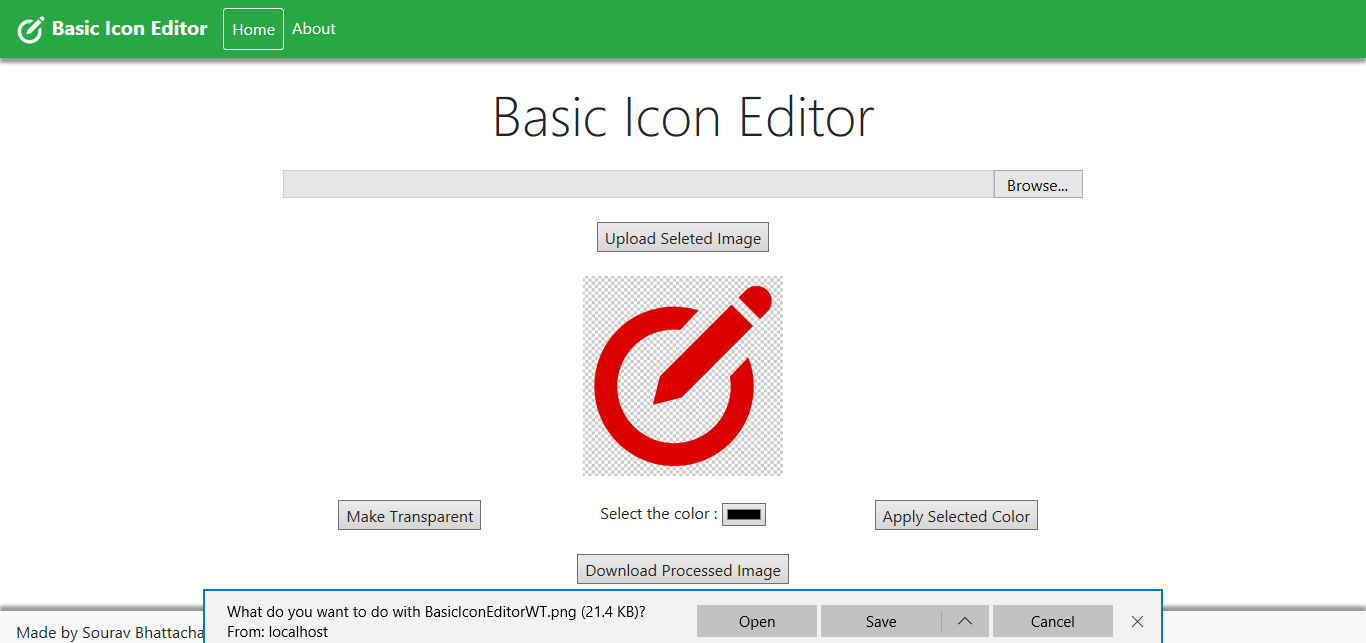 Basic Icon Editor Home About
Basic Icon Editor
Browse...
Upload Seleted Image
Make Transparent Select the color : Apply Selected Color
Download Processed Image
What do you want to do with BasicIconEditorWT.png (21.4 KB)? Open Save Cancel
From: localhost
Made by Sourav Bhattacha